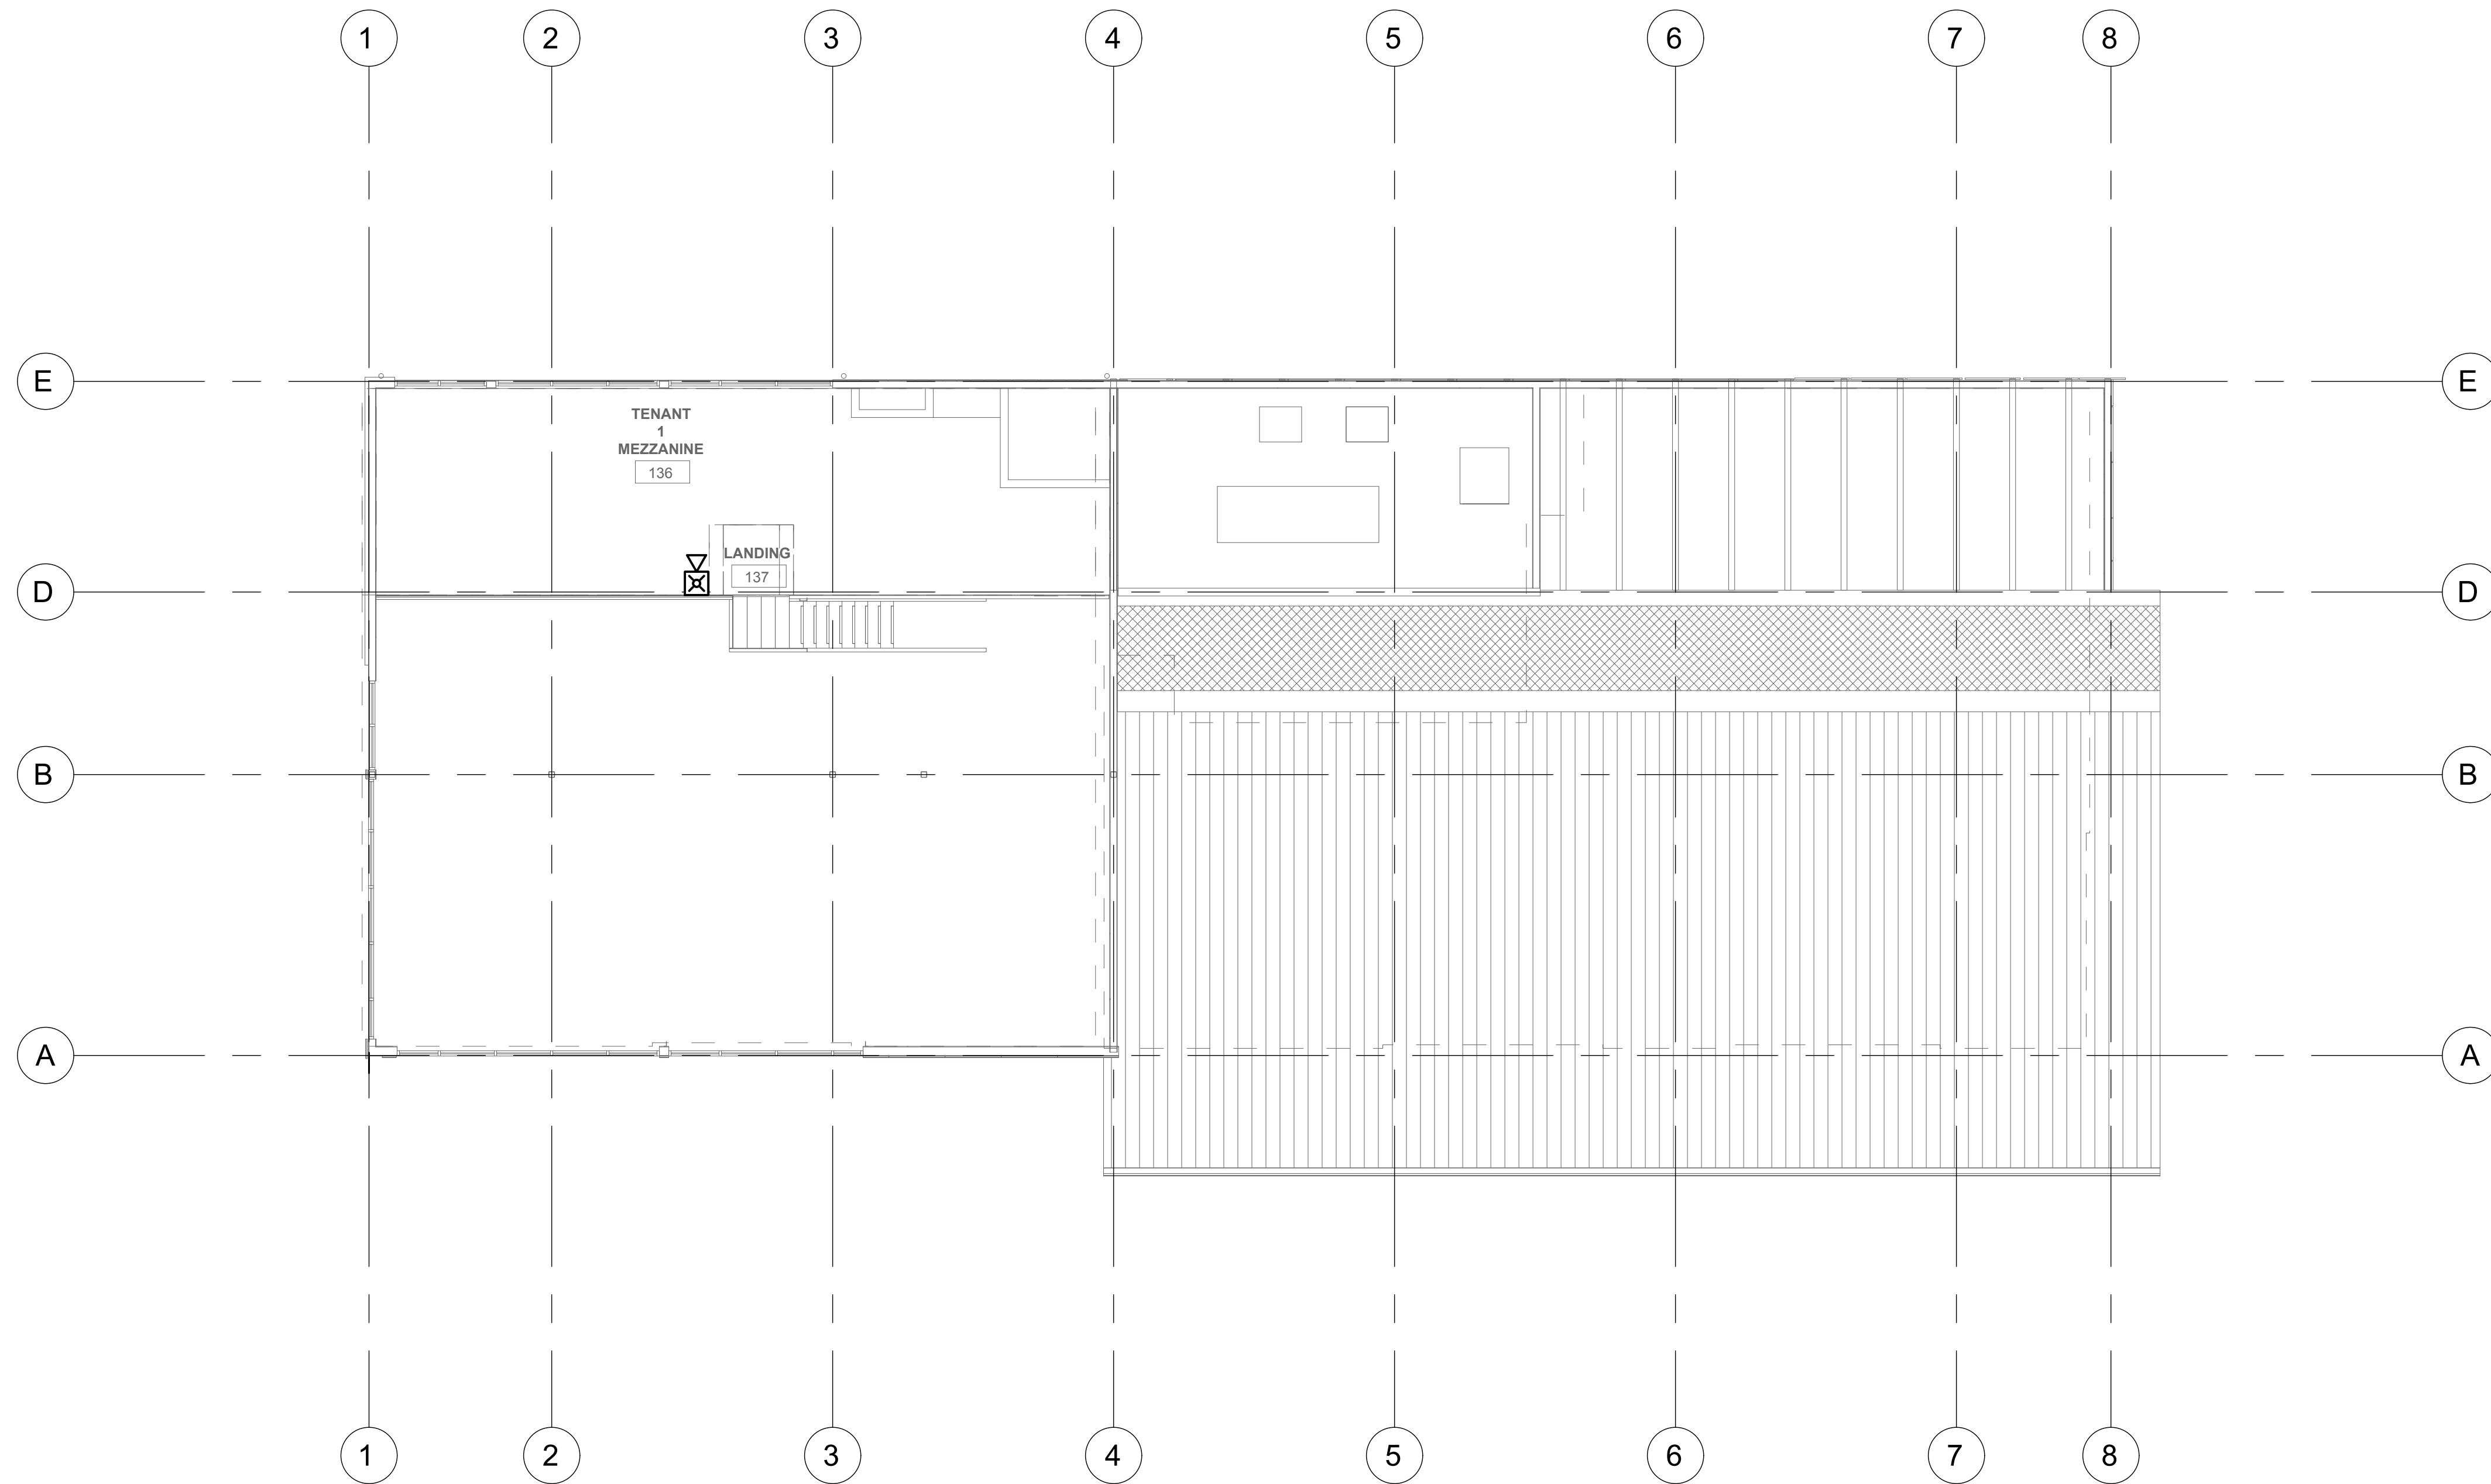 1 2 3 4 5 6 7 8
E E
TENANT
1
MEZZANINE
136
LANDING
137
D D
B B
A A
1 2 3 4 5 6 7 8